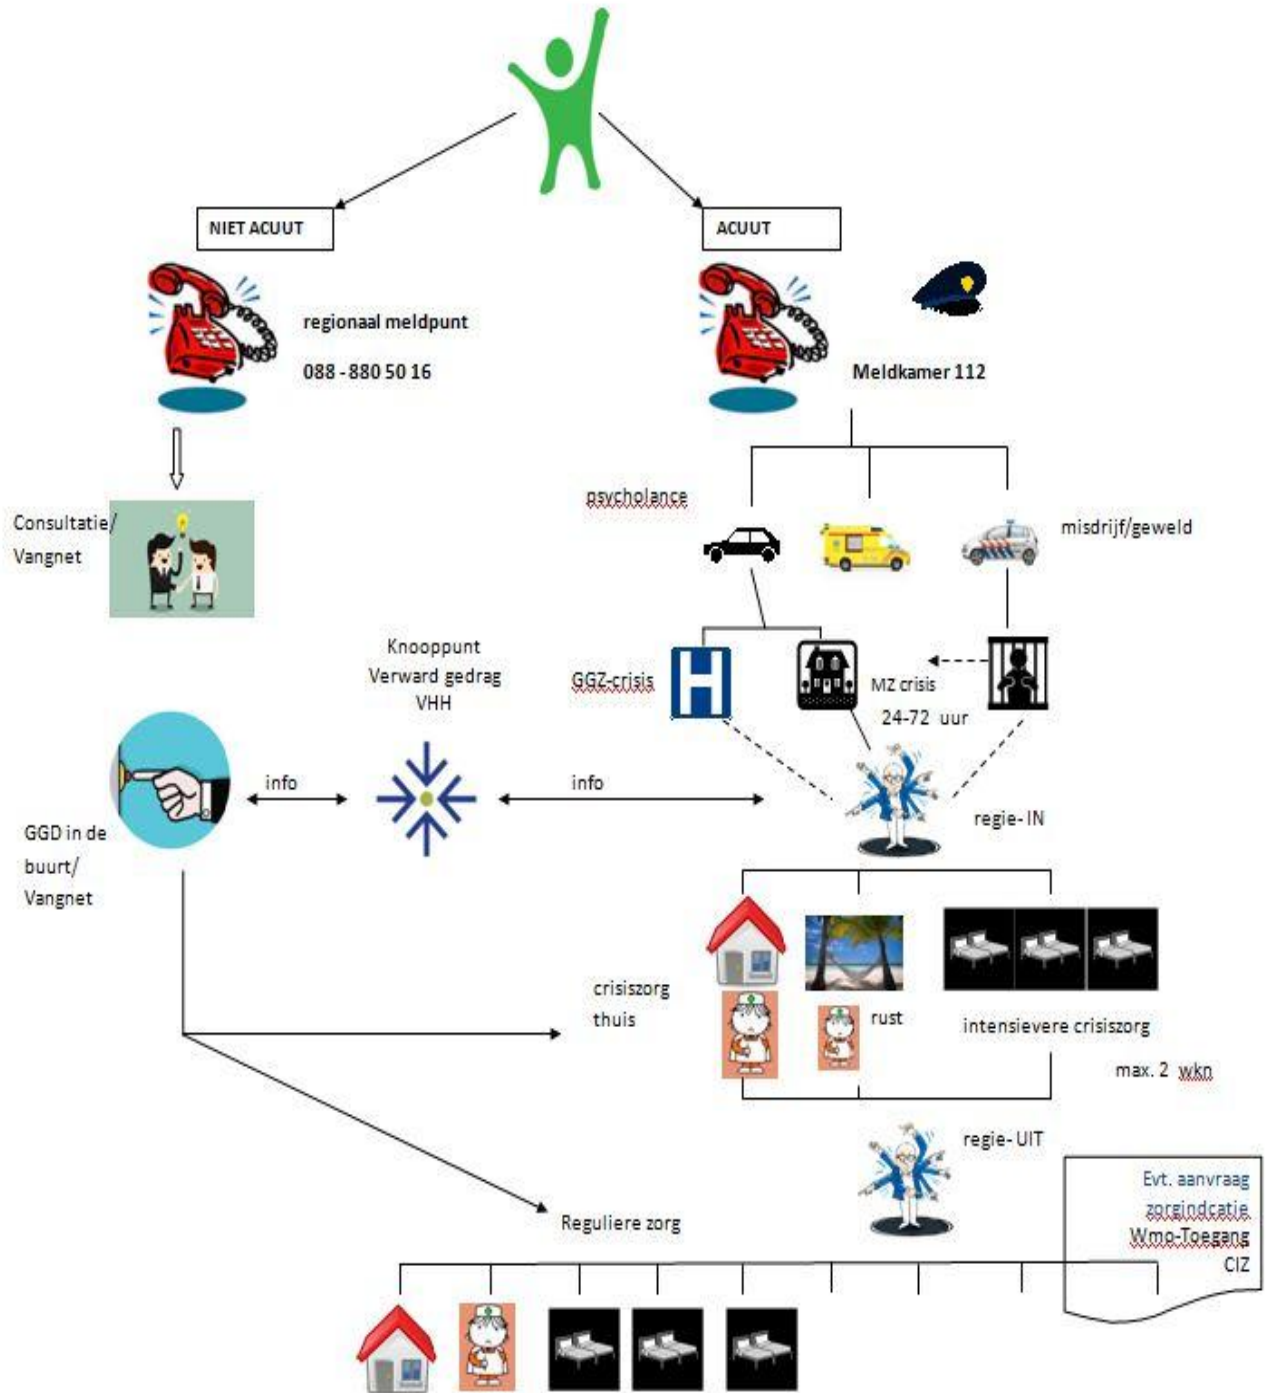 NIET ACUUT
ACUUT
regionaal meldpunt
088 - 880 50 16
Meldkamer 112
psycholance
misdrijf/geweld
Consultatie/
Vangnet
Knooppunt
Verward gedrag
VHH
GGZ-crisis
H
MZ crisis
24-72 uur
info
info
regie- IN
GGD in de
buurt/
Vangnet
crisiszorg
thuis
rust
intensievere crisiszorg
max. 2 wkn
regie- UIT
Evt. aanvraag
zorgindcatie
Wmo-Toegang
CIZ
Reguliere zorg